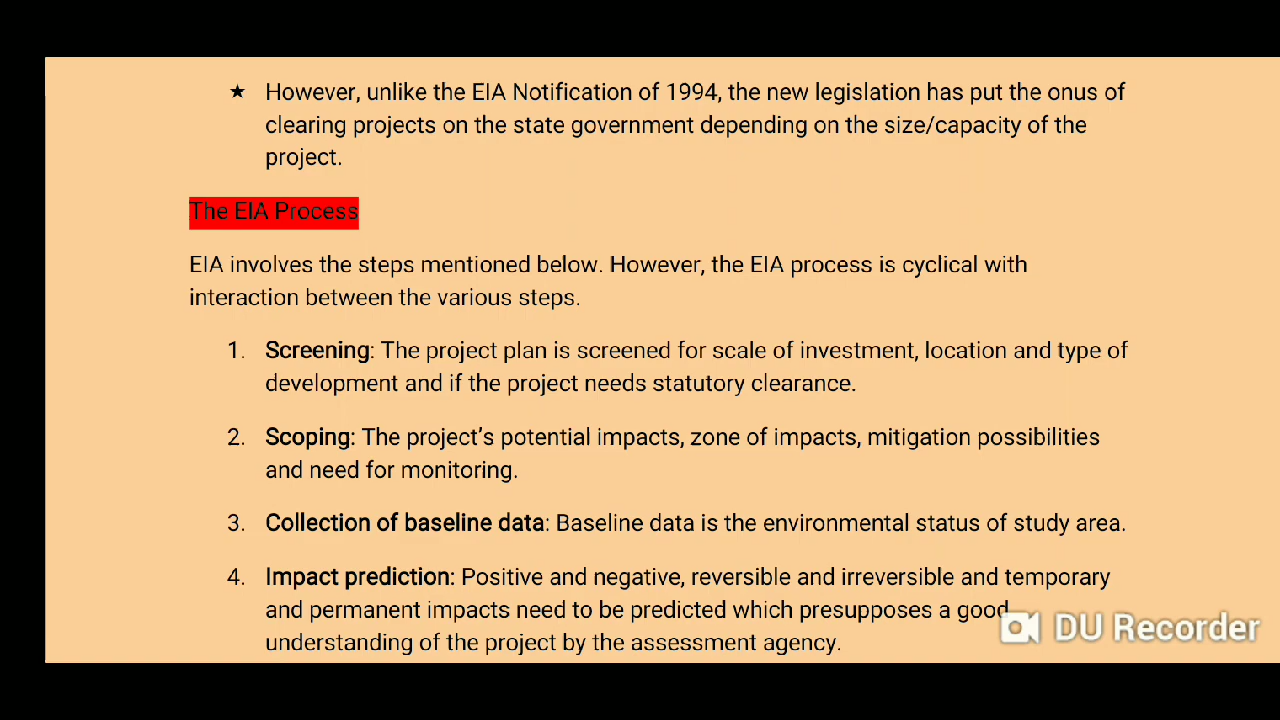 ★ However, unlike the EIA Notification of 1994, the new legislation has put the onus of
clearing projects on the state government depending on the size/capacity of the
project.
The EIA Process
EIA involves the steps mentioned below. However, the EIA process is cyclical with
interaction between the various steps.
1. Screening: The project plan is screened for scale of investment, location and type of
development and if the project needs statutory clearance.
2. Scoping: The project’s potential impacts, zone of impacts, mitigation possibilities
and need for monitoring.
3. Collection of baseline data: Baseline data is the environmental status of study area.
4. Impact prediction: Positive and negative, reversible and irreversible and temporary
and permanent impacts need to be predicted which presupposes a good
understanding of the project by the assessment agency.
DU Recorder